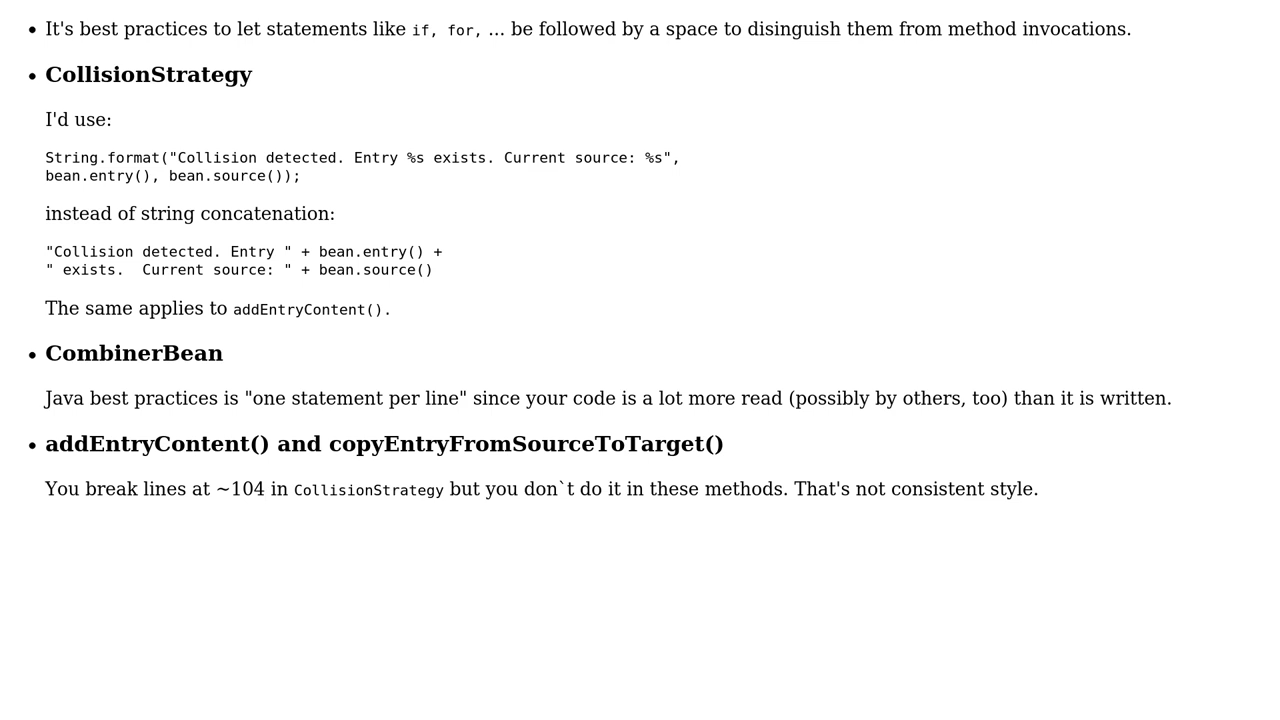 It's best practices to let statements like if, for, ... be followed by a space to disinguish them from method invocations.
CollisionStrategy
I'd use:
String.format("Collision detected. Entry %s exists. Current source: %s",
bean.entry(), bean.source());
instead of string concatenation:
"Collision detected. Entry " + bean.entry() +
" exists.  Current source: " + bean.source()
The same applies to addEntryContent().
CombinerBean
Java best practices is "one statement per line" since your code is a lot more read (possibly by others, too) than it is written.
addEntryContent() and copyEntryFromSourceToTarget()
You break lines at ~104 in CollisionStrategy but you don`t do it in these methods. That's not consistent style.